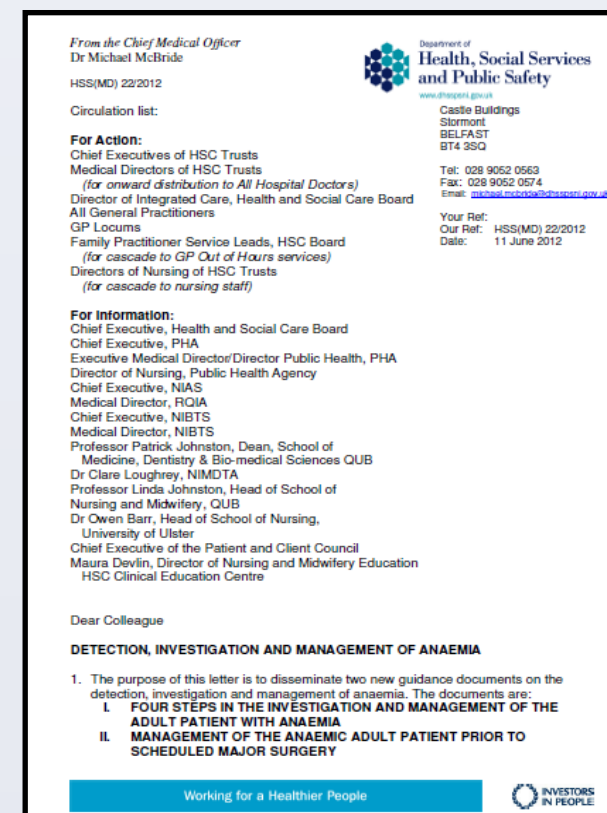 From the Chief Medical Officer
Dr Michael McBride
HSS(MD) 22/2012
Department of
Health, Social Services
and Public Safety
www.dhsspsni.gov.uk
Castle Buildings
Stormont
BELFAST
BT4 3SQ
Tel: 028 9052 0563
Fax: 028 9052 0574
Email: michael.mcbride@dhsspsni.gov.uk
Your Ref:
Our Ref: HSS(MD) 22/2012
Date: 11 June 2012
Circulation list:
For Action:
Chief Executives of HSC Trusts
Medical Directors of HSC Trusts
(for onward distribution to All Hospital Doctors)
Director of Integrated Care, Health and Social Care Board
All General Practitioners
GP Locums
Family Practitioner Service Leads, HSC Board
(for cascade to GP Out of Hours services)
Directors of Nursing of HSC Trusts
(for cascade to nursing staff)
For Information:
Chief Executive, Health and Social Care Board
Chief Executive, PHA
Executive Medical Director/Director Public Health, PHA
Director of Nursing, Public Health Agency
Chief Executive, NIAS
Medical Director, RQIA
Chief Executive, NIBTS
Medical Director, NIBTS
Professor Patrick Johnston, Dean, School of
Medicine, Dentistry & Bio-medical Sciences QUB
Dr Clare Loughrey, NIMDTA
Professor Linda Johnston, Head of School of
Nursing and Midwifery, QUB
Dr Owen Barr, Head of School of Nursing,
University of Ulster
Chief Executive of the Patient and Client Council
Maura Devlin, Director of Nursing and Midwifery Education
HSC Clinical Education Centre
Dear Colleague
DETECTION, INVESTIGATION AND MANAGEMENT OF ANAEMIA
1. The purpose of this letter is to disseminate two new guidance documents on the
detection, investigation and management of anaemia. The documents are:
I. FOUR STEPS IN THE INVESTIGATION AND MANAGEMENT OF THE
ADULT PATIENT WITH ANAEMIA
II. MANAGEMENT OF THE ANAEMIC ADULT PATIENT PRIOR TO
SCHEDULED MAJOR SURGERY
Working for a Healthier People
INVESTORS
IN PEOPLE